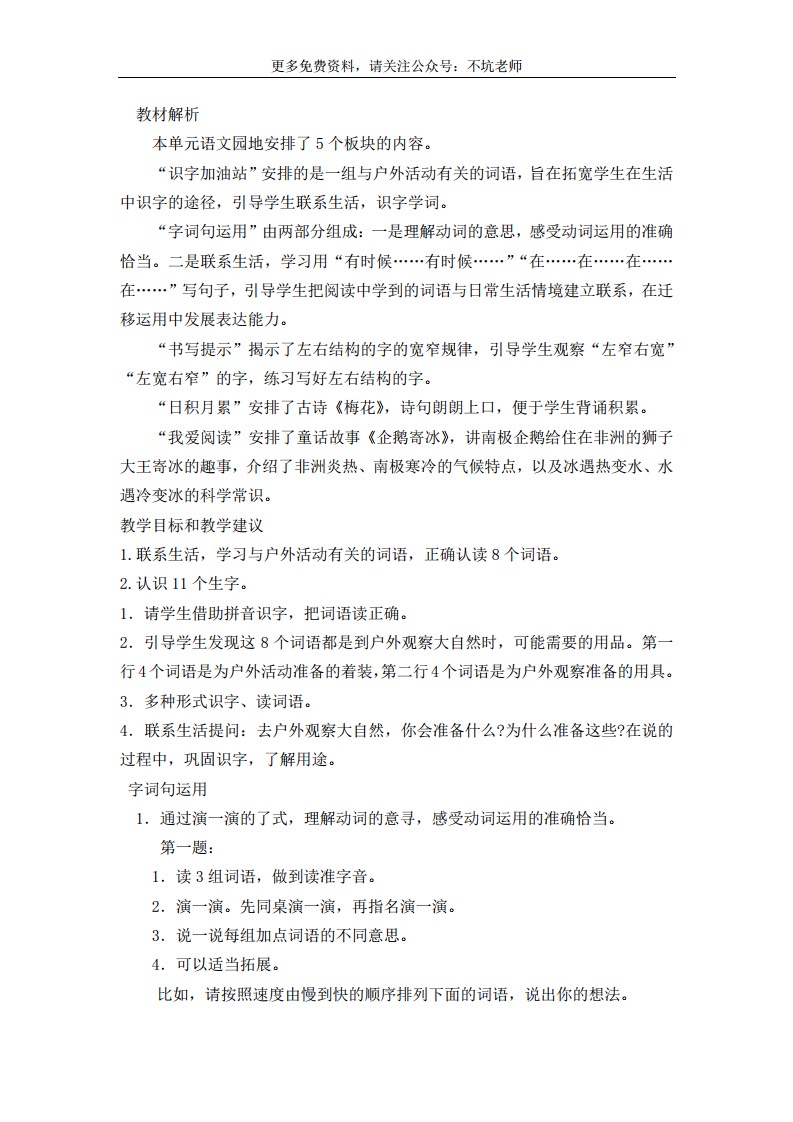 更多免费资料，请关注公众号：不坑老师
教材解析
本单元语文园地安排了 5 个板块的内容。
“识字加油站”安排的是一组与户外活动有关的词语，旨在拓宽学生在生活
中识字的途径，引导学生联系生活，识字学词。
“字词句运用”由两部分组成：一是理解动词的意思，感受动词运用的准确
恰当。二是联系生活，学习用“有时候……有时候……”“在……在……在……
在……”写句子，引导学生把阅读中学到的词语与日常生活情境建立联系，在迁
移运用中发展表达能力。
“书写提示”揭示了左右结构的字的宽窄规律，引导学生观察“左窄右宽”
“左宽右窄”的字，练习写好左右结构的字。
“日积月累”安排了古诗《梅花》，诗句朗朗上口，便于学生背诵积累。
“我爱阅读”安排了童话故事《企鹅寄冰》，讲南极企鹅给住在非洲的狮子
大王寄冰的趣事，介绍了非洲炎热、南极寒冷的气候特点，以及冰遇热变水、水
遇冷变冰的科学常识。
教学目标和教学建议
1.联系生活，学习与户外活动有关的词语，正确认读 8 个词语。
2.认识 11 个生字。
1．请学生借助拼音识字，把词语读正确。
2．引导学生发现这 8 个词语都是到户外观察大自然时，可能需要的用品。第一
行 4 个词语是为户外活动准备的着装，第二行 4 个词语是为户外观察准备的用具。
3．多种形式识字、读词语。
4．联系生活提问：去户外观察大自然，你会准备什么?为什么准备这些?在说的
过程中，巩固识字，了解用途。
字词句运用
1．通过演一演的了式，理解动词的意寻，感受动词运用的准确恰当。
第一题：
1．读 3 组词语，做到读准字音。
2．演一演。先同桌演一演，再指名演一演。
3．说一说每组加点词语的不同意思。
4．可以适当拓展。
比如，请按照速度由慢到快的顺序排列下面的词语，说出你的想法。